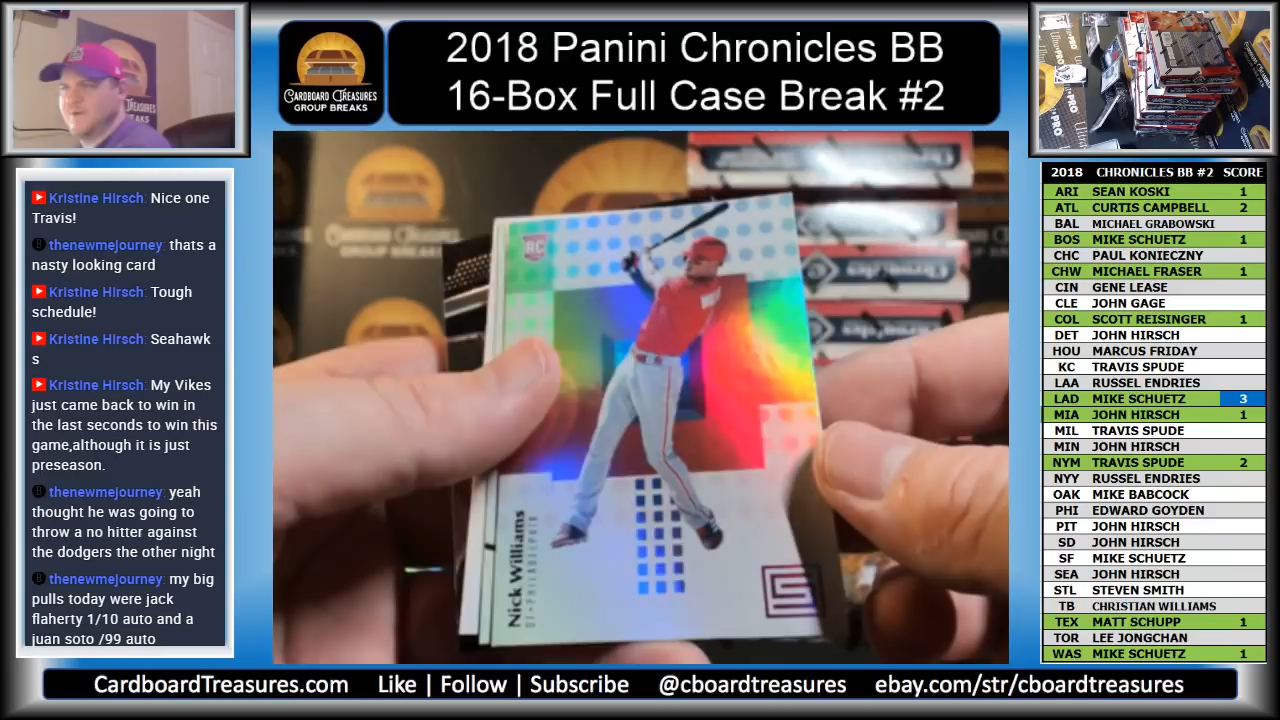 2018 Panini Chronicles BB
16-Box Full Case Break #2
CARDBOARD TREASURES
GROUP BREAKS
Kristine Hirsch: Nice one
Travis!
thenewmejourney: thats a
nasty looking card
Kristine Hirsch: Tough
schedule!
Kristine Hirsch: Seahawk
s
Kristine Hirsch: My Vikes
just came back to win in
the last seconds to win this
game,although it is just
preseason.
thenewmejourney: yeah
thought he was going to
throw a no hitter against
the dodgers the other night
thenewmejourney: my big
pulls today were jack
flaherty 1/10 auto and a
juan soto /99 auto
RC
Nick Williams
OF • PHILADELPHIA
2018 CHRONICLES BB #2 SCORE
ARI SEAN KOSKI 1
ATL CURTIS CAMPBELL 2
BAL MICHAEL GRABOWSKI
BOS MIKE SCHUETZ 1
CHC PAUL KONIECZNY
CHW MICHAEL FRASER 1
CIN GENE LEASE
CLE JOHN GAGE
COL SCOTT REISINGER 1
DET JOHN HIRSCH
HOU MARCUS FRIDAY
KC TRAVIS SPUDE
LAA RUSSEL ENDRIES
LAD MIKE SCHUETZ 3
MIA JOHN HIRSCH 1
MIL TRAVIS SPUDE
MIN JOHN HIRSCH
NYM TRAVIS SPUDE 2
NYY RUSSEL ENDRIES
OAK MIKE BABCOCK
PHI EDWARD GOYDEN
PIT JOHN HIRSCH
SD JOHN HIRSCH
SF MIKE SCHUETZ
SEA JOHN HIRSCH
STL STEVEN SMITH
TB CHRISTIAN WILLIAMS
TEX MATT SCHUPP 1
TOR LEE JONGCHAN
WAS MIKE SCHUETZ 1
CardboardTreasures.com Like | Follow | Subscribe @cboardtreasures ebay.com/str/cboardtreasures